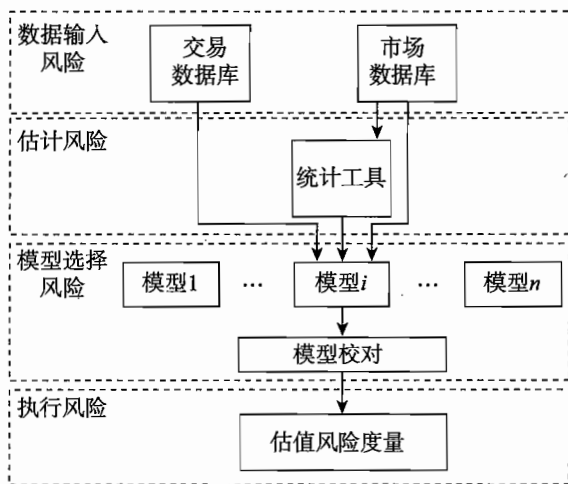 数据输入
风险
交易
数据库
市场
数据库
估计风险
统计工具
模型选择
风险
模型1
…
模型i
…
模型n
模型校对
执行风险
估值风险度量